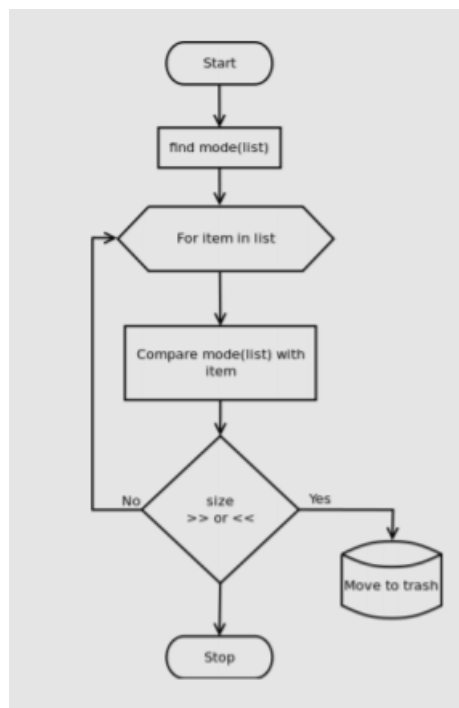 Start
find mode(list)
For item in list
Compare mode(list) with
item
size
>> or <<
No
Yes
Move to trash
Stop